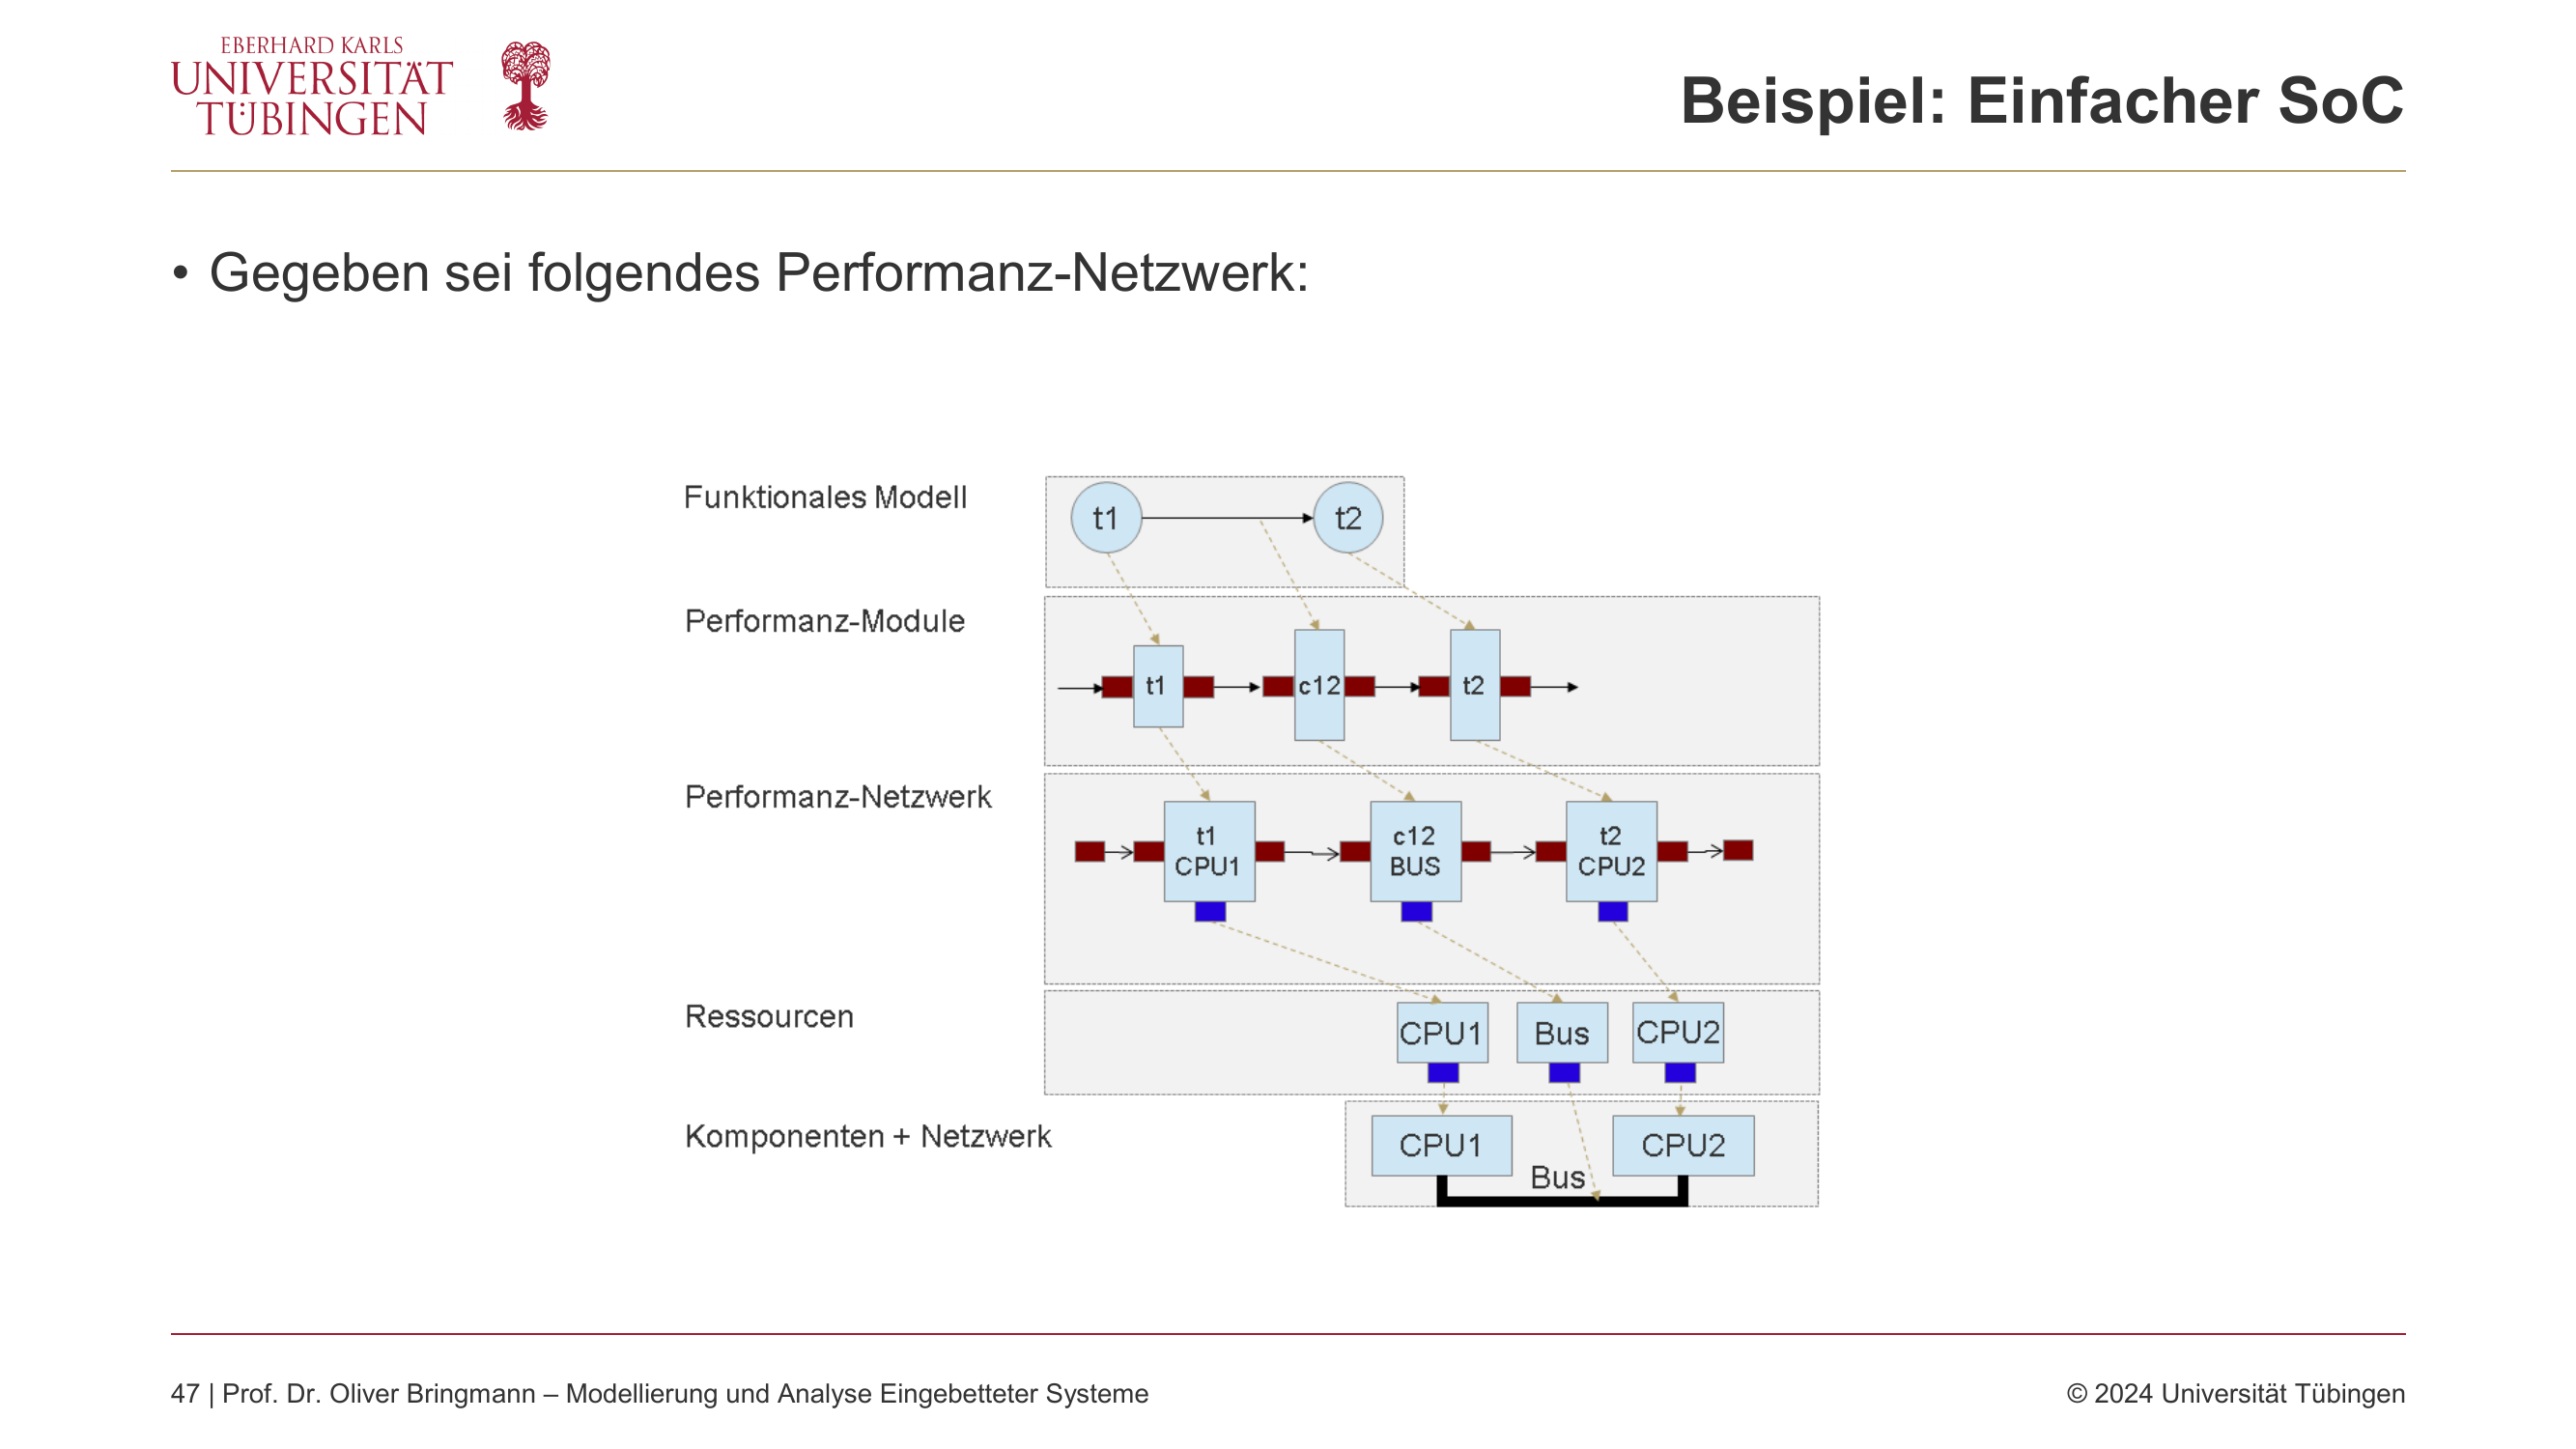 EBERHARD KARLS
UNIVERSITÄT
TÜBINGEN
Beispiel: Einfacher SoC
• Gegeben sei folgendes Performanz-Netzwerk:
Funktionales Modell
t1
t2
Performanz-Module
t1
c12
t2
Performanz-Netzwerk
t1
CPU1
c12
BUS
t2
CPU2
Ressourcen
CPU1
Bus
CPU2
Komponenten + Netzwerk
CPU1
CPU2
Bus
47 | Prof. Dr. Oliver Bringmann – Modellierung und Analyse Eingebetteter Systeme
© 2024 Universität Tübingen